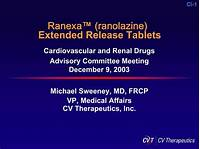 CI-1
Ranexa™ (ranolazine)
Extended Release Tablets
Cardiovascular and Renal Drugs
Advisory Committee Meeting
December 9, 2003
Michael Sweeney, MD, FRCP
VP, Medical Affairs
CV Therapeutics, Inc.
CVT CV Therapeutics